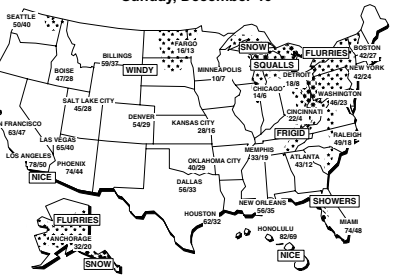 Sunday, December
SEATTLE
50/40
BILLINGS
59/37
BOISE
47/28
WINDY
FARGO
16/13
MINNEAPOLIS
10/7
SNOW
SQUALLS
FLURRIES
BOSTON
42/27
NEW YORK
42/24
DETROIT
18/8
CHICAGO
14/6
WASHINGTON
46/23
CINCINNATI
22/4
SALT LAKE CITY
45/28
DENVER
54/29
KANSAS CITY
28/16
FRIGID
RALEIGH
49/18
N FRANCISCO
63/47
LAS VEGAS
65/40
LOS ANGELES
78/50
NICE
PHOENIX
74/44
OKLAHOMA CITY
40/29
MEMPHIS
33/19
ATLANTA
43/12
DALLAS
56/33
HOUSTON
62/32
NEW ORLEANS
56/35
SHOWERS
MIAMI
74/48
FLURRIES
ANCHORAGE
32/20
SNOW
HONOLULU
82/69
NICE